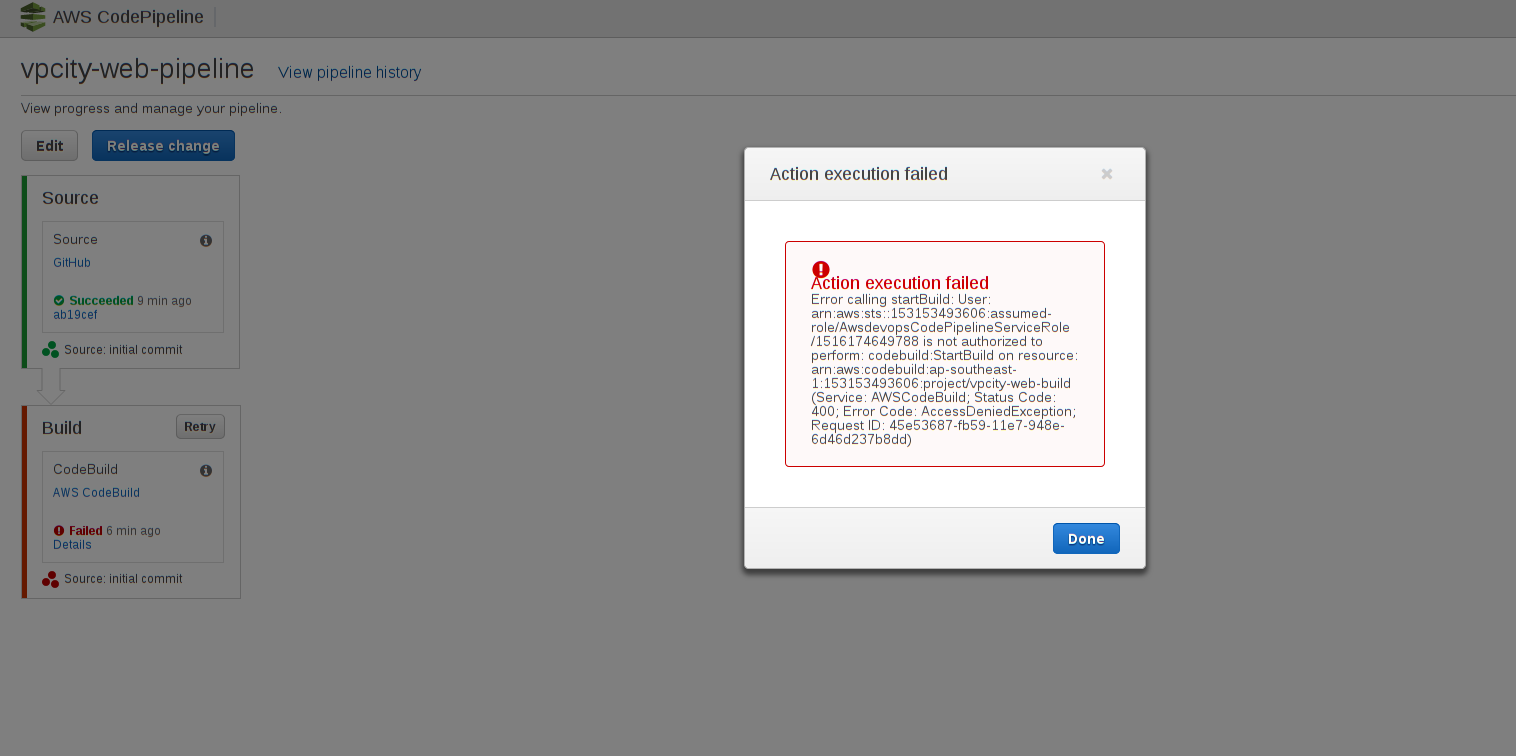 AWS CodePipeline
vpcity-web-pipeline
View pipeline history
View progress and manage your pipeline.
Edit
Release change
Source
Source
GitHub
Succeeded 9 min ago
ab19cef
Source: initial commit
Build
Retry
CodeBuild
AWS CodeBuild
Failed 6 min ago
Details
Source: initial commit
Action execution failed
Action execution failed
Error calling startBuild: User:
arn:aws:sts::153153493606:assumed-
role/AwsdevopsCodePipelineServiceRole
/1516174649788 is not authorized to
perform: codebuild:StartBuild on resource:
arn:aws:codebuild:ap-southeast-
1:153153493606:project/vpcity-web-build
(Service: AWSCodeBuild; Status Code:
400; Error Code: AccessDeniedException;
Request ID: 45e53687-fb59-11e7-948e-
6d46d237b8dd)
Done